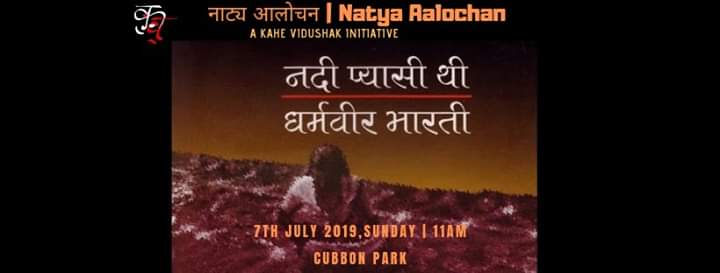 नाट्य आलोचन | Natya Aalochan
A KAHE VIDUSHAK INITIATIVE
नदी प्यासी थी
धर्मवीर भारती
7TH JULY 2019,SUNDAY | 11AM
CUBBON PARK